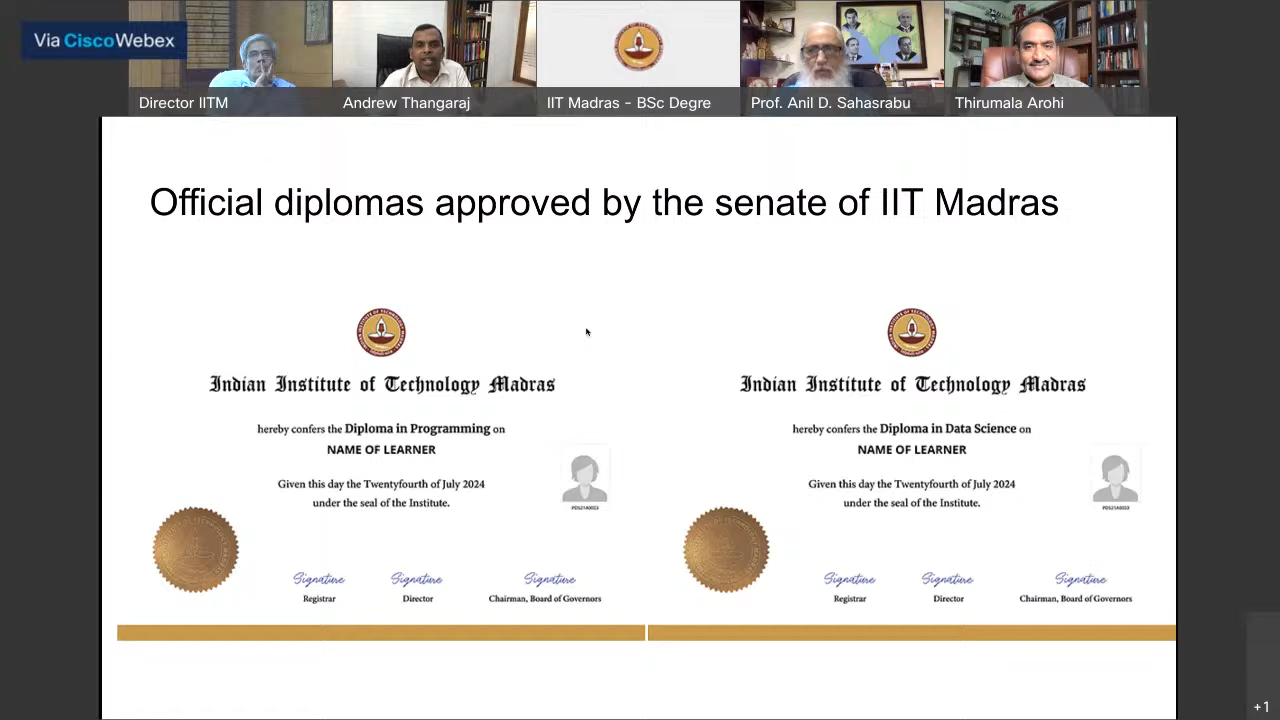 Via CiscoWebex
Director IITM
Andrew Thangaraj
IIT Madras - BSc Degre
Prof. Anil D. Sahasrabu
Thirumala Arohi
Official diplomas approved by the senate of IIT Madras
Indian Institute of Technology Madras
hereby confers the Diploma in Programming on
NAME OF LEARNER
Given this day the Twentyfourth of July 2024
under the seal of the Institute.
PDS21A0003
Signature
Signature
Signature
Registrar
Director
Chairman, Board of Governors
Indian Institute of Technology Madras
hereby confers the Diploma in Data Science on
NAME OF LEARNER
Given this day the Twentyfourth of July 2024
under the seal of the Institute.
PDS21A0003
Signature
Signature
Signature
Registrar
Director
Chairman, Board of Governors
+1